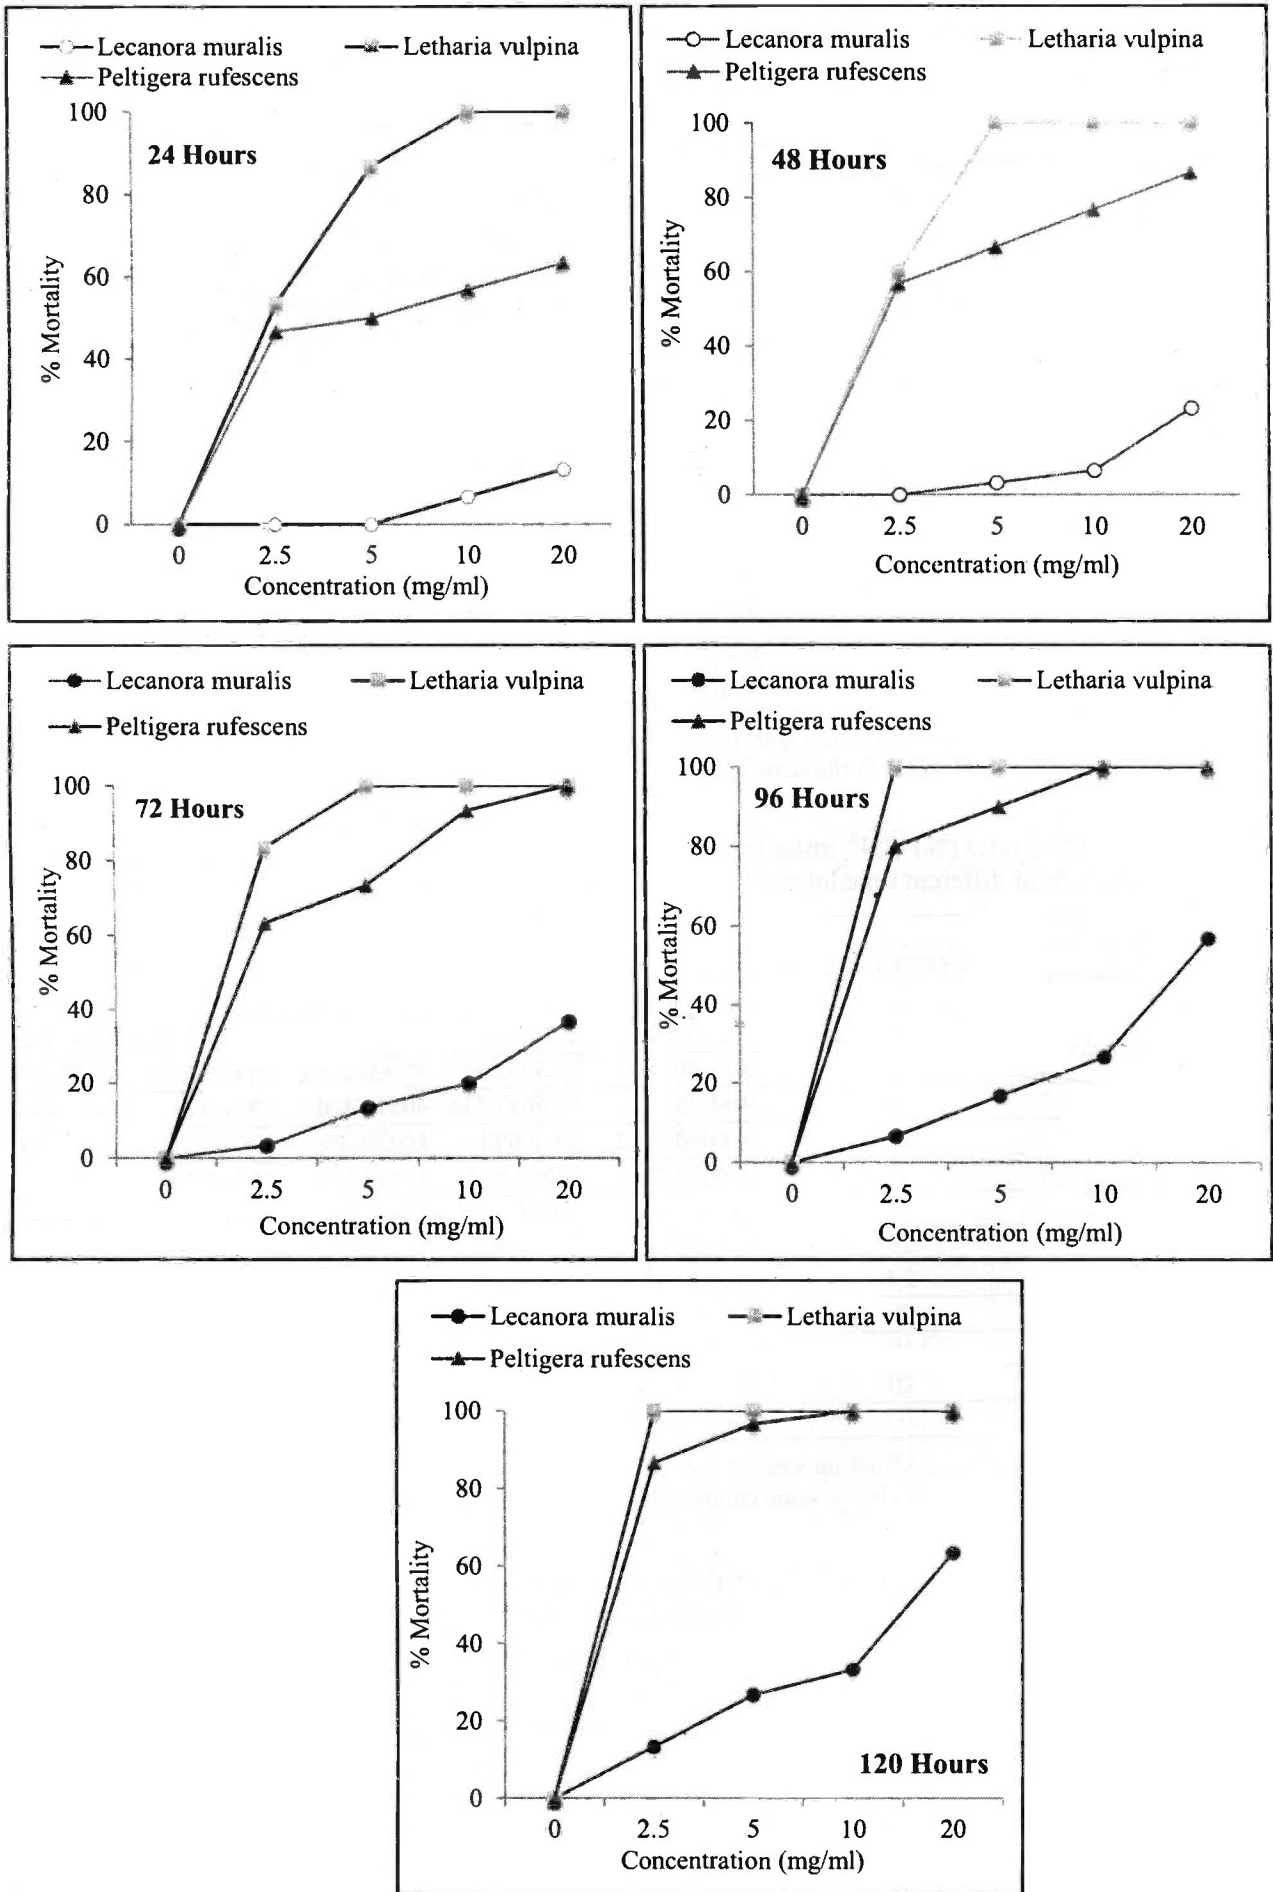 Lecanora muralis Letharia vulpina
Peltigera rufescens
100
80
60
40
20
0
% Mortality
24 Hours
0 2.5 5 10 20
Concentration (mg/ml)
Lecanora muralis Letharia vulpina
Peltigera rufescens
100
80
60
40
20
0
% Mortality
48 Hours
0 2.5 5 10 20
Concentration (mg/ml)
Lecanora muralis Letharia vulpina
Peltigera rufescens
100
80
60
40
20
0
% Mortality
72 Hours
0 2.5 5 10 20
Concentration (mg/ml)
Lecanora muralis Letharia vulpina
Peltigera rufescens
100
80
60
40
20
0
% Mortality
96 Hours
0 2.5 5 10 20
Concentration (mg/ml)
Lecanora muralis Letharia vulpina
Peltigera rufescens
100
80
60
40
20
0
% Mortality
120 Hours
0 2.5 5 10 20
Concentration (mg/ml)